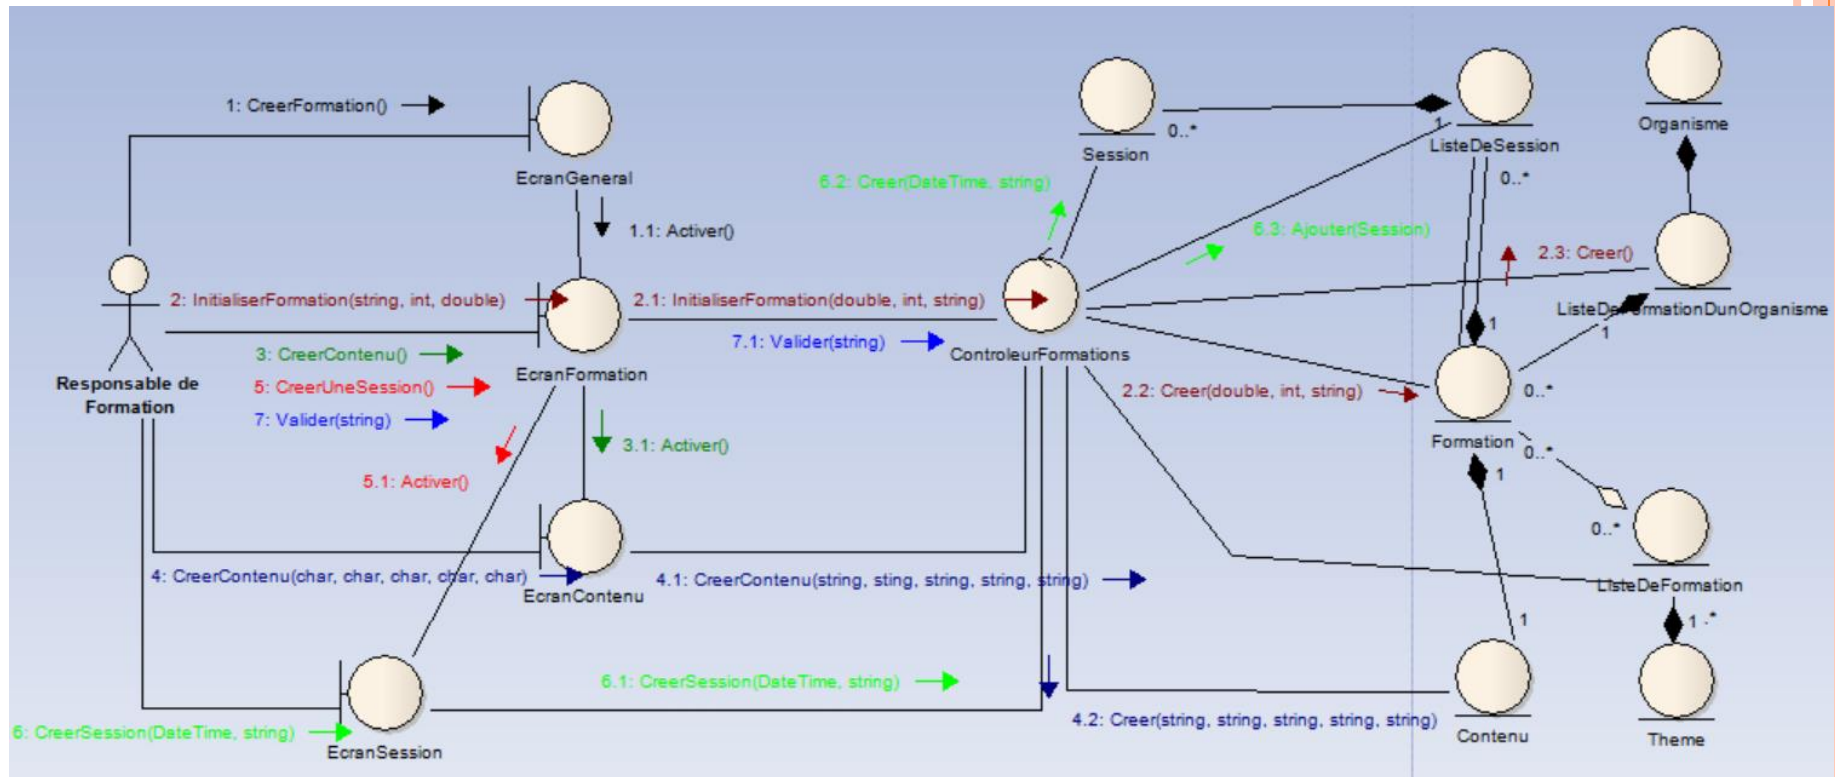 1: CreerFormation()
EcranGeneral
1.1: Activer()
Session
0..*
1
ListeDeSession
0..*
Organisme
6.2: Creer(DateTime, string)
6.3: Ajouter(Session)
2.3: Creer()
ListeDeFormationDunOrganisme
2: InitialiserFormation(string, int, double)
2.1: InitialiserFormation(double, int, string)
7.1: Valider(string)
ControleurFormations
1
1
3: CreerContenu()
EcranFormation
5: CreerUneSession()
7: Valider(string)
Responsable de
Formation
2.2: Creer(double, int, string)
0..*
Formation
0..*
3.1: Activer()
5.1: Activer()
1
0..*
4: CreerContenu(char, char, char, char, char)
EcranContenu
4.1: CreerContenu(string, sting, string, string, string)
ListeDeFormation
1
1 ..*
6.1: CreerSession(DateTime, string)
4.2: Creer(string, string, string, string, string)
Contenu
Theme
6: CreerSession(DateTime, string)
EcranSession